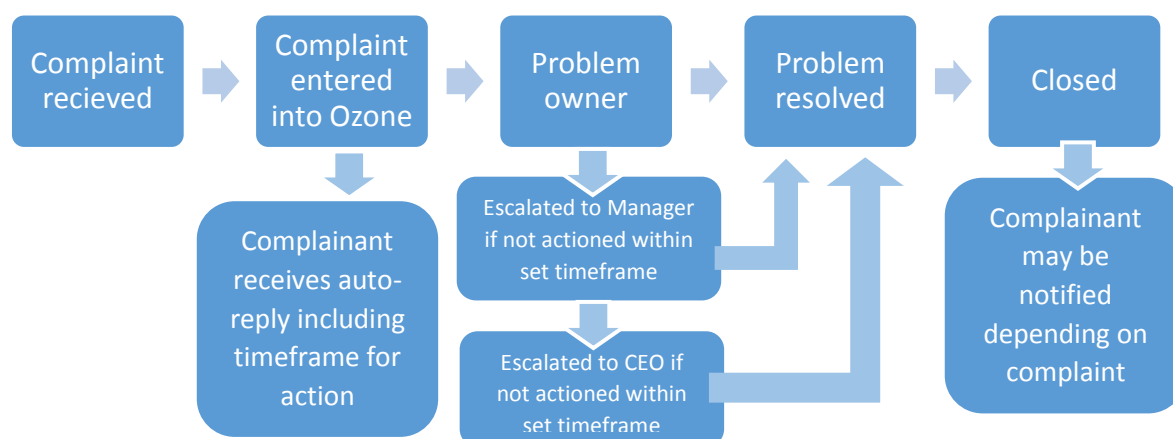 Complaint
recieved
Complaint
entered
into Ozone
Problem
owner
Problem
resolved
Closed
Complainant
receives auto-
reply including
timeframe for
action
Escalated to Manager
if not actioned within
set timeframe
Escalated to CEO if
not actioned within
set timeframe
Complainant
may be
notified
depending on
complaint